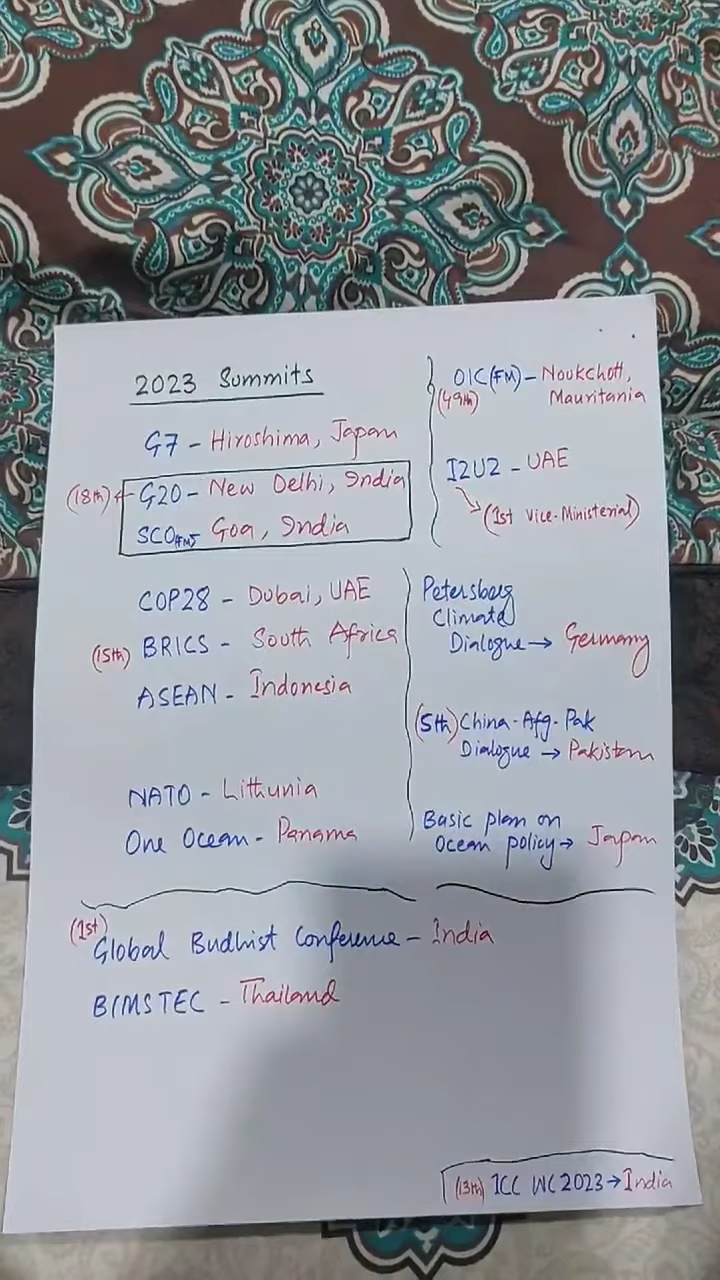 2023 Summits
G7 - Hiroshima, Japan
(18th) G20 - New Delhi, India
SCO(FM) Goa, India
OIC(FM) - Noukchott,
(49th) Mauritania
I2U2 - UAE
(1st Vice-Ministerial)
COP28 - Dubai, UAE
(15th) BRICS - South Africa
ASEAN - Indonesia
NATO - Lithunia
One Ocean - Panama
Petersberg
Climate
Dialogue → Germany
(5th) China-Afg-Pak
Dialogue → Pakistan
Basic plan on
Ocean policy → Japan
(1st)
Global Budhist Conference - India
BIMSTEC - Thailand
(13th) ICC WC 2023 → India